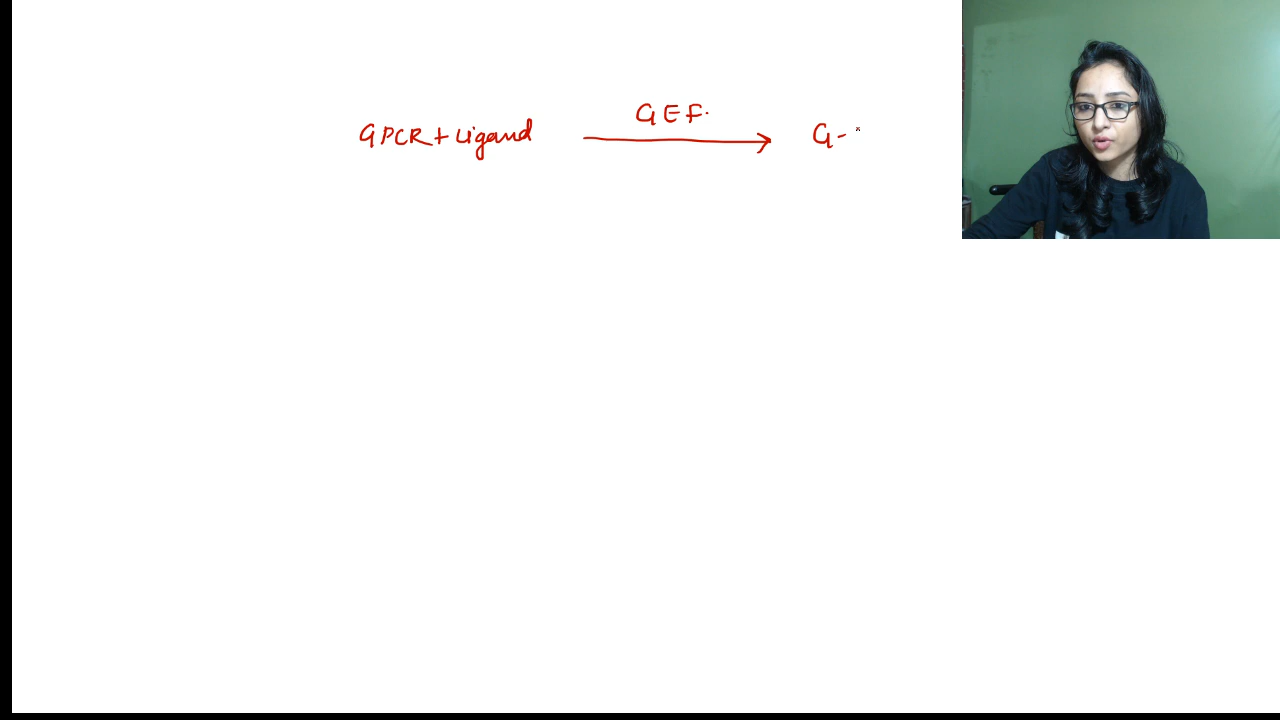 GEF.
GPCR + Ligand → G-